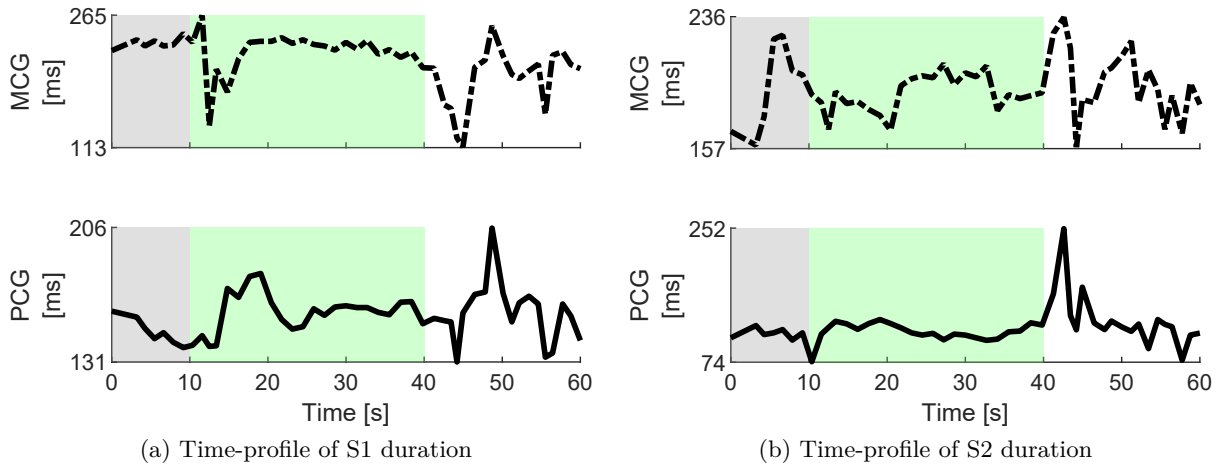 265
MCG
[ms]
113
206
PCG
[ms]
131
0 10 20 30 40 50 60
Time [s]
(a) Time-profile of S1 duration
236
MCG
[ms]
157
252
PCG
[ms]
74
0 10 20 30 40 50 60
Time [s]
(b) Time-profile of S2 duration